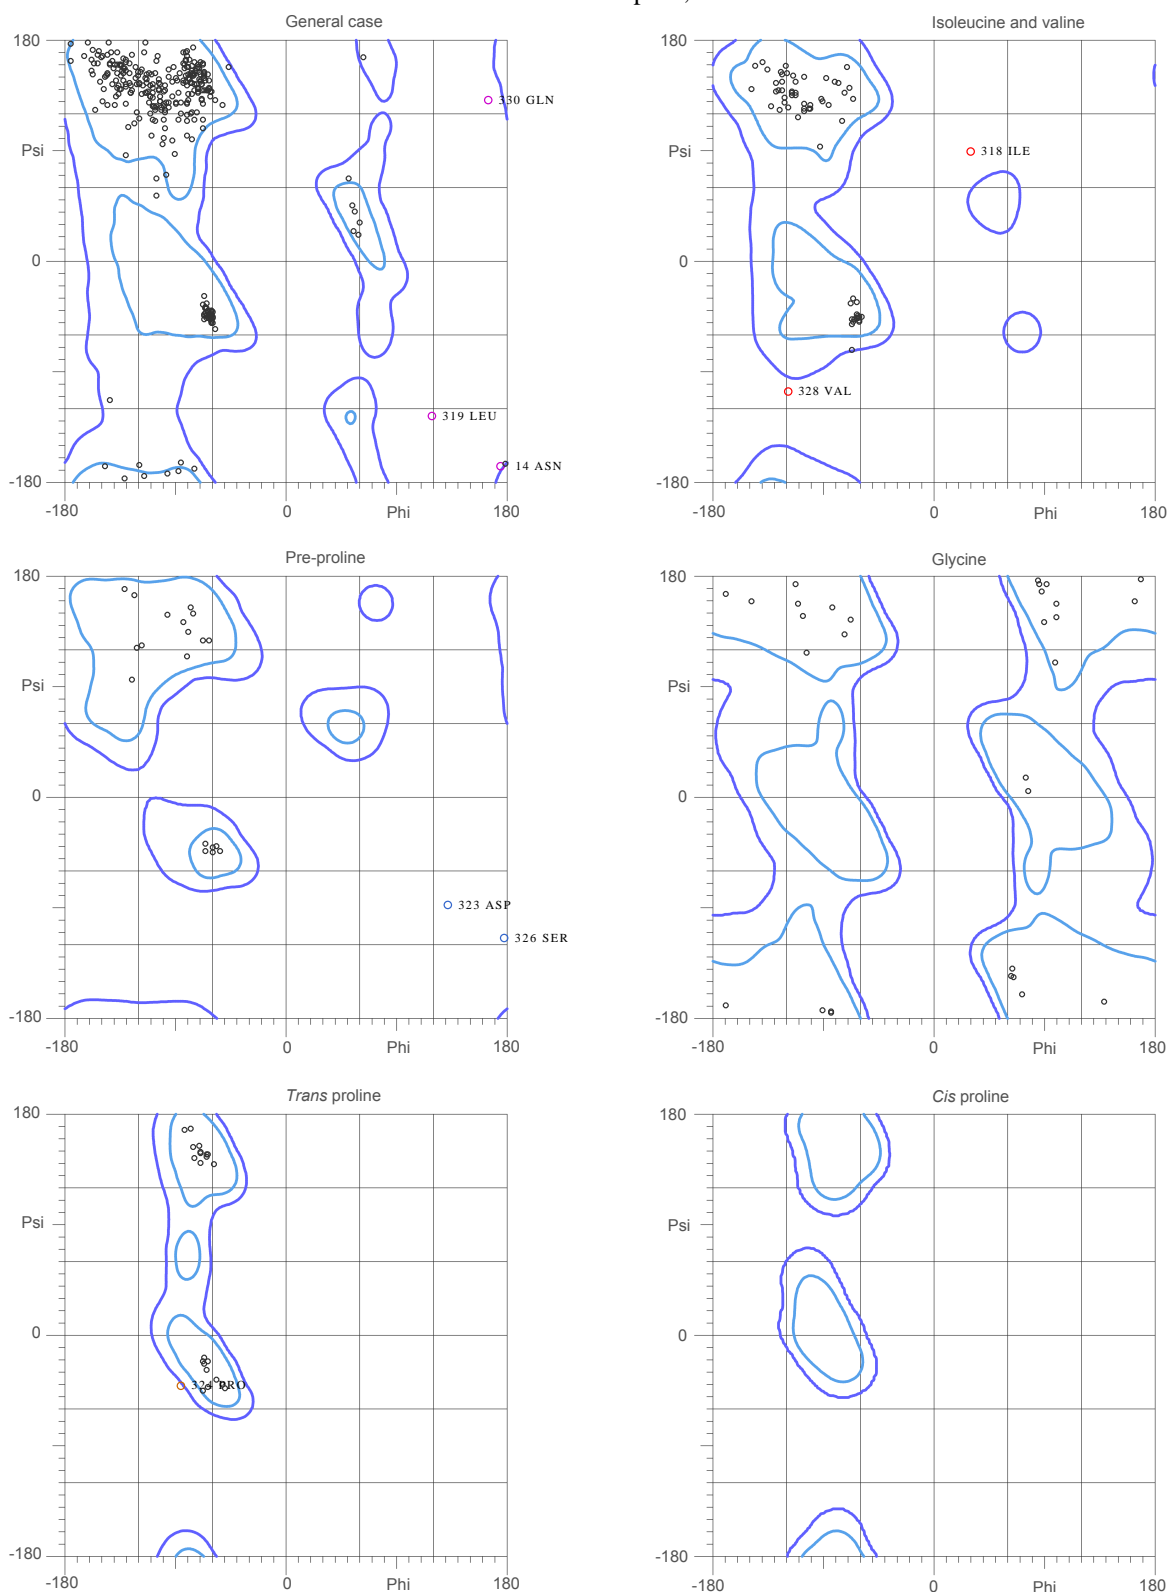 General case
180
Psi
0
-180
-180
0
Phi
180
330 GLN
319 LEU
14 ASN
Isoleucine and valine
180
Psi
0
-180
-180
0
Phi
180
318 ILE
328 VAL
Pre-proline
180
Psi
0
-180
-180
0
Phi
180
323 ASP
326 SER
Glycine
180
Psi
0
-180
-180
0
Phi
180
Trans proline
180
Psi
0
-180
-180
0
Phi
180
324 PRO
Cis proline
180
Psi
0
-180
-180
0
Phi
180